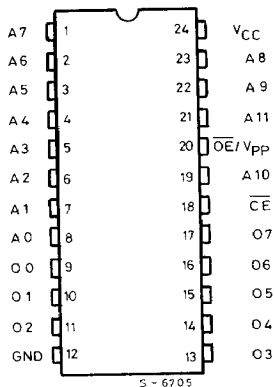 A7 1 24 VCC
A6 2 23 A8
A5 3 22 A9
A4 4 21 A11
A3 5 20 O̅E̅/VPP
A2 6 19 A10
A1 7 18 C̅E̅
A0 8 17 O7
O0 9 16 O6
O1 10 15 O5
O2 11 14 O4
GND 12 13 O3
S-6705